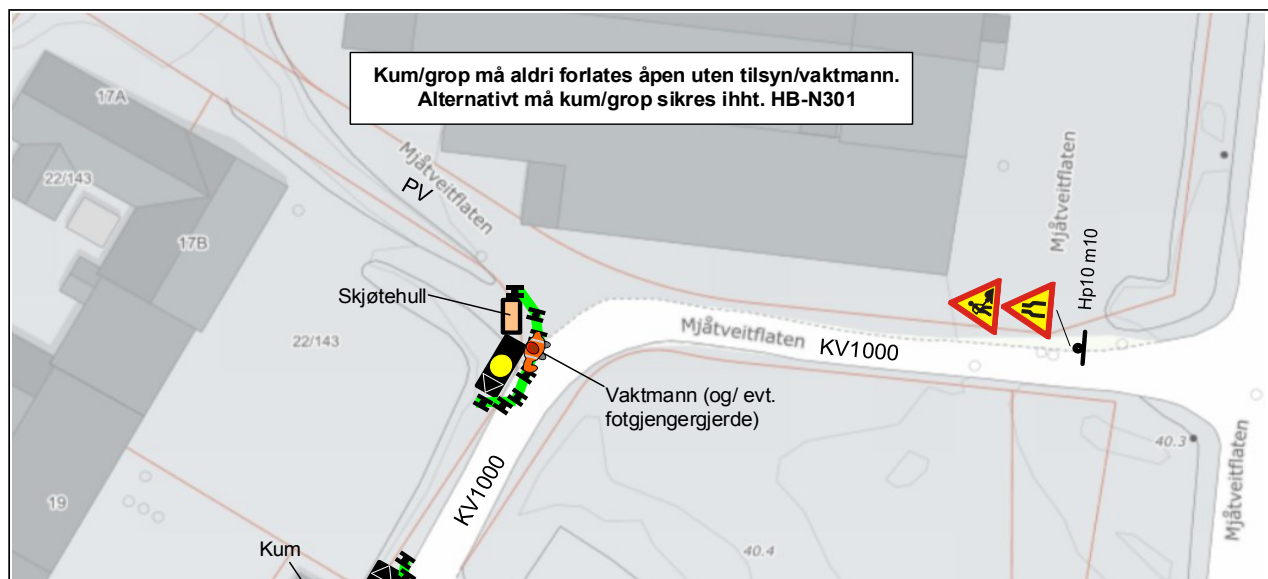 Kum/grop må aldri forlates åpen uten tilsyn/vaktmann.
Alternativt må kum/grop sikres ihht. HB-N301
17A
Mjåtveitflaten
22/143
PV
Mjåtveitflaten
17B
Hp10 m10
Skjøtehull
Mjåtveitflaten
KV1000
22/143
Vaktmann (og/ evt.
fotgjengergjerde)
Mjåtveitflaten
40.3
KV1000
19
Kum
40.4